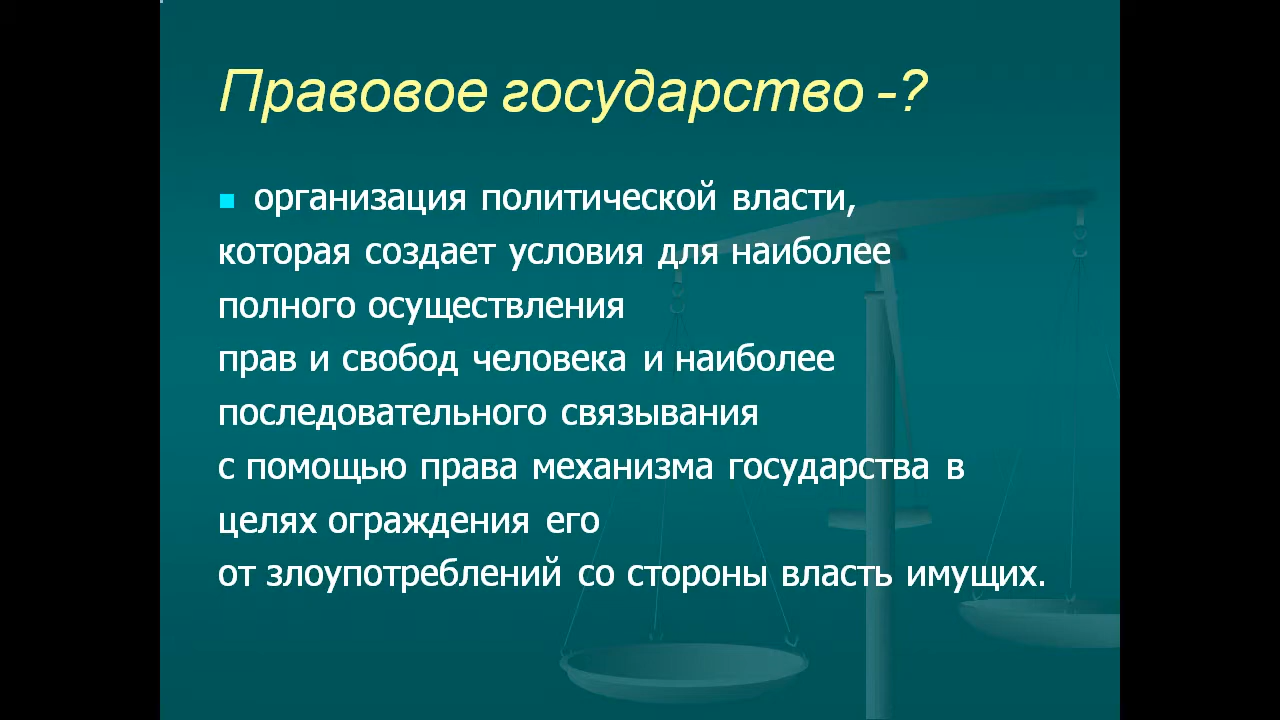 Правовое государство -?
организация политической власти,
которая создает условия для наиболее
полного осуществления
прав и свобод человека и наиболее
последовательного связывания
с помощью права механизма государства в
целях ограждения его
от злоупотреблений со стороны власть имущих.